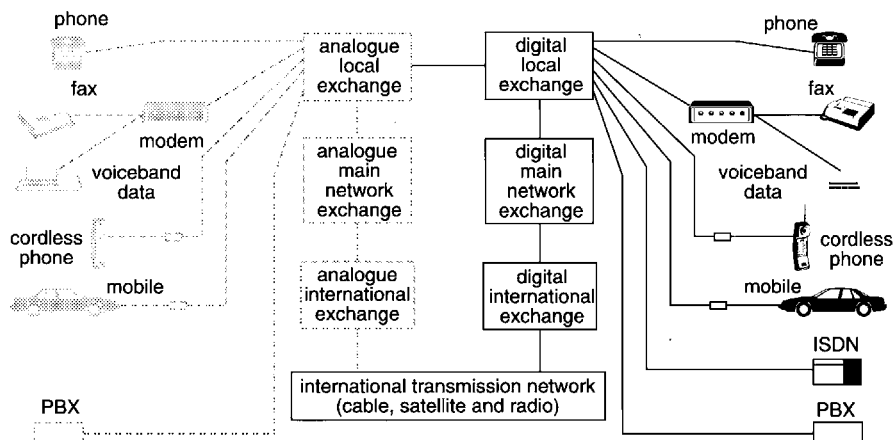 phone
fax
modem
voiceband
data
cordless
phone
mobile
PBX
analogue
local
exchange
analogue
main
network
exchange
analogue
international
exchange
digital
local
exchange
digital
main
network
exchange
digital
international
exchange
international transmission network
(cable, satellite and radio)
phone
fax
modem
voiceband
data
cordless
phone
mobile
ISDN
PBX